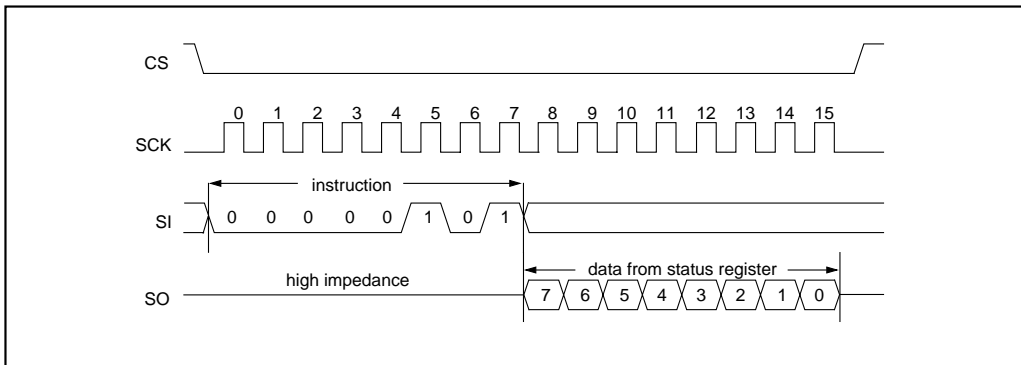 CS
0 1 2 3 4 5 6 7 8 9 10 11 12 13 14 15
SCK
instruction
SI 0 0 0 0 0 1 0 1
data from status register
high impedance
SO 7 6 5 4 3 2 1 0